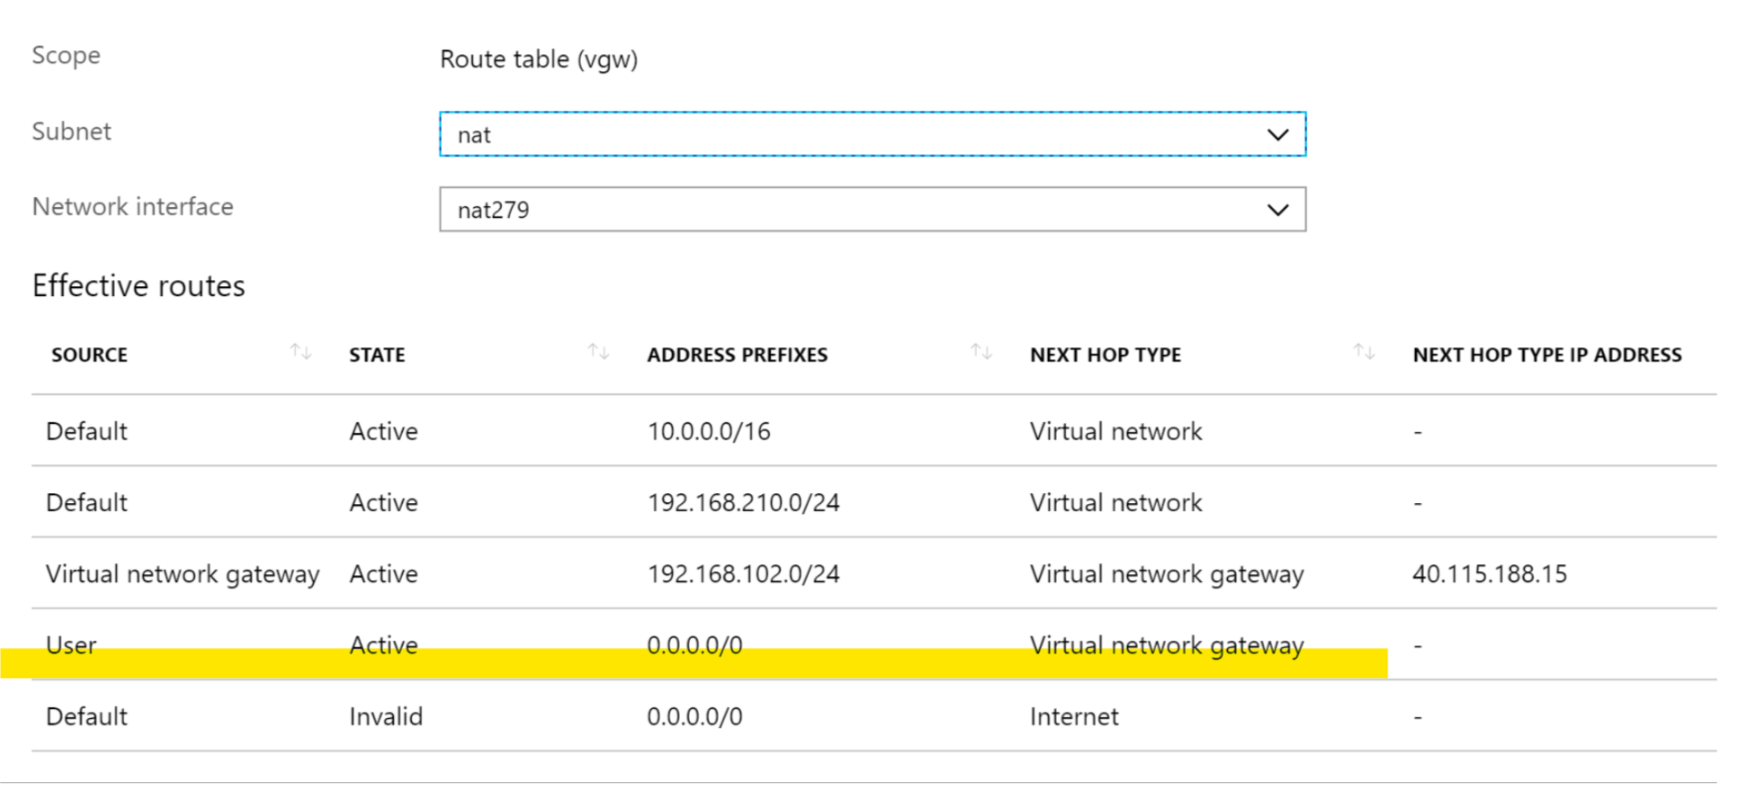 Scope Route table (vgw)
Subnet nat
Network interface nat279
Effective routes
SOURCE STATE ADDRESS PREFIXES NEXT HOP TYPE NEXT HOP TYPE IP ADDRESS
Default Active 10.0.0.0/16 Virtual network -
Default Active 192.168.210.0/24 Virtual network -
Virtual network gateway Active 192.168.102.0/24 Virtual network gateway 40.115.188.15
User Active 0.0.0.0/0 Virtual network gateway -
Default Invalid 0.0.0.0/0 Internet -